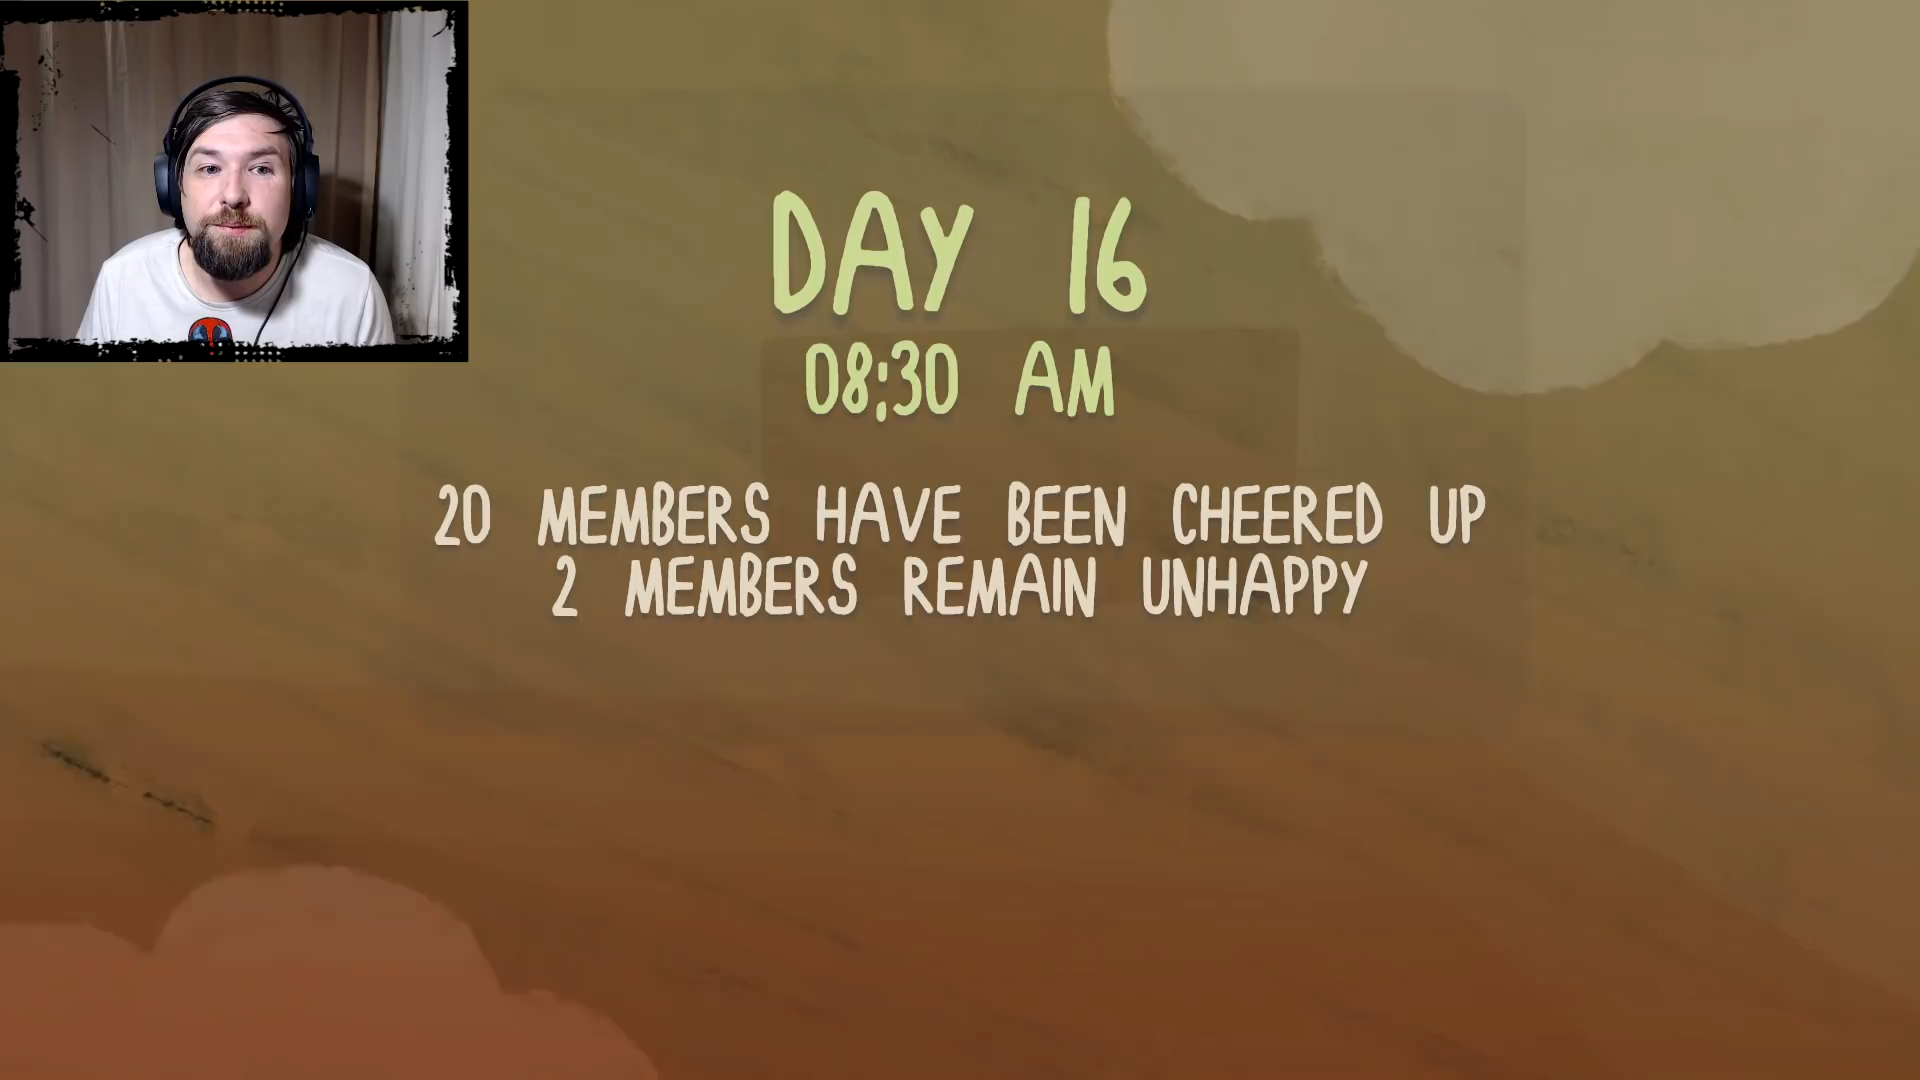 DAY 16
08:30 AM
20 MEMBERS HAVE BEEN CHEERED UP
2 MEMBERS REMAIN UNHAPPY